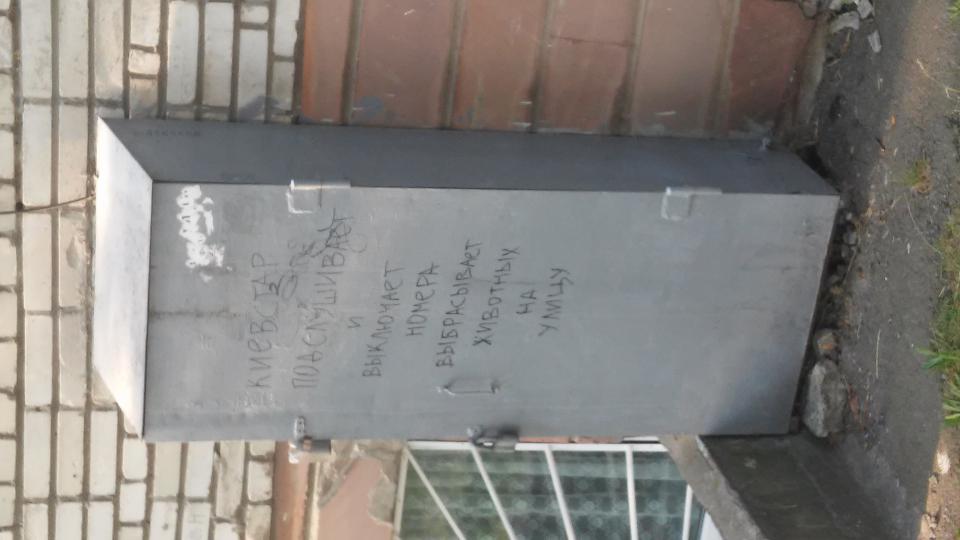 КИЕВСТАР
ПОДСЛУШИВАЕТ
И
ВЫКЛЮЧАЕТ
НОМЕРА
ВЫБРАСЫВАЕТ
ЖИВОТНЫХ
НА
УЛИЦУ